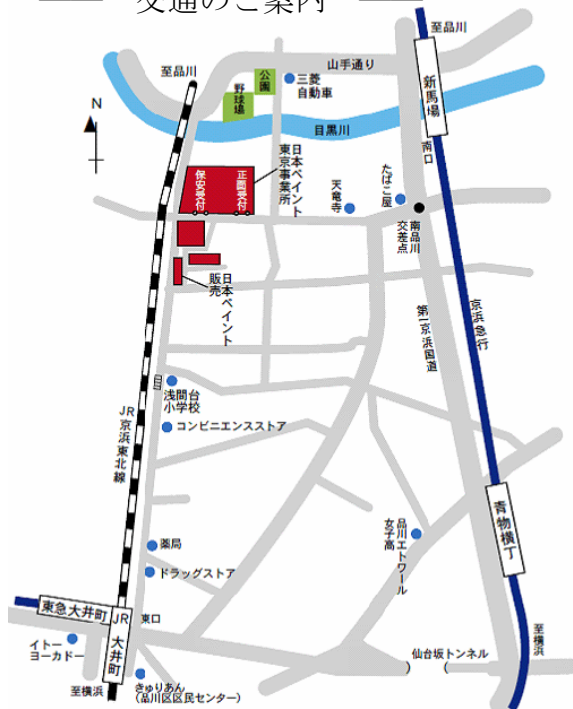 交通のご案内
至品川
至品川
山手通り
公園
三菱
自動車
野球場
新馬場
N
目黒川
南口
日本ペイント
東京事業所
正面受付
保安受付
たばこ屋
天竜寺
南品川
交差点
日本ペイント
販売
京浜急行
第一京浜国道
浅間台
小学校
コンビニエンスストア
JR京浜東北線
青物横丁
品川エトワール
女子高
薬局
ドラッグストア
東急大井町
JR大井町
東口
イトー
ヨーカドー
仙台坂トンネル
至横浜
至横浜
きゅりあん
(品川区区民センター)